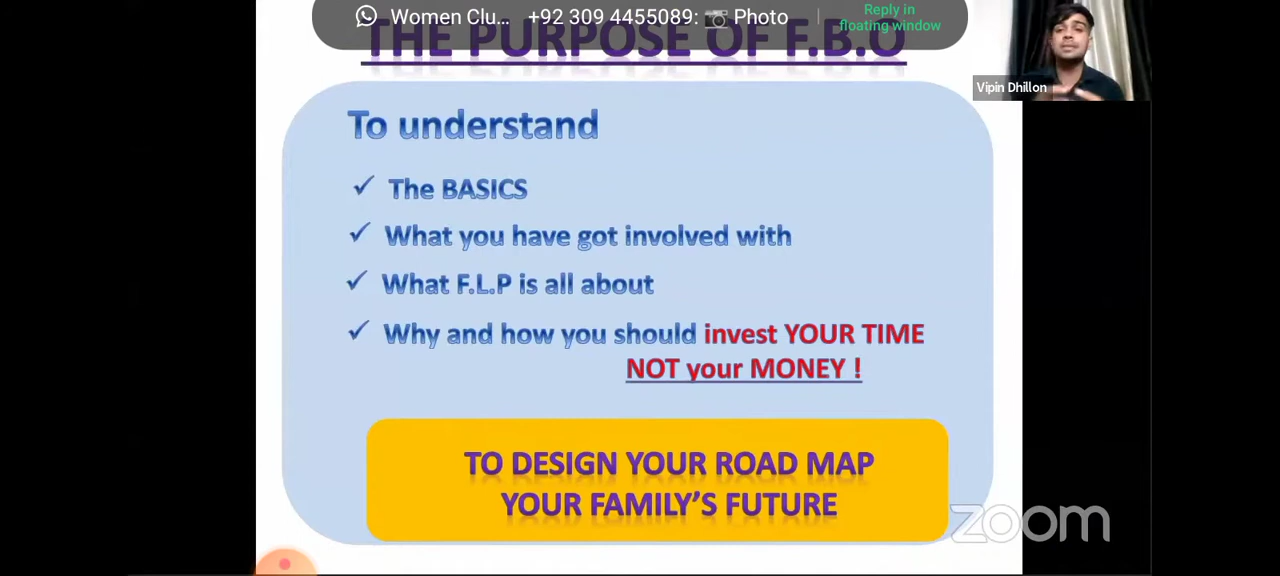 Women Clu... +92 309 4455089: 📷 Photo
Reply in
floating window
THE PURPOSE OF F.B.O
Vipin Dhillon
To understand
✓ The BASICS
✓ What you have got involved with
✓ What F.L.P is all about
✓ Why and how you should invest YOUR TIME
NOT your MONEY !
TO DESIGN YOUR ROAD MAP
YOUR FAMILY'S FUTURE
zoom